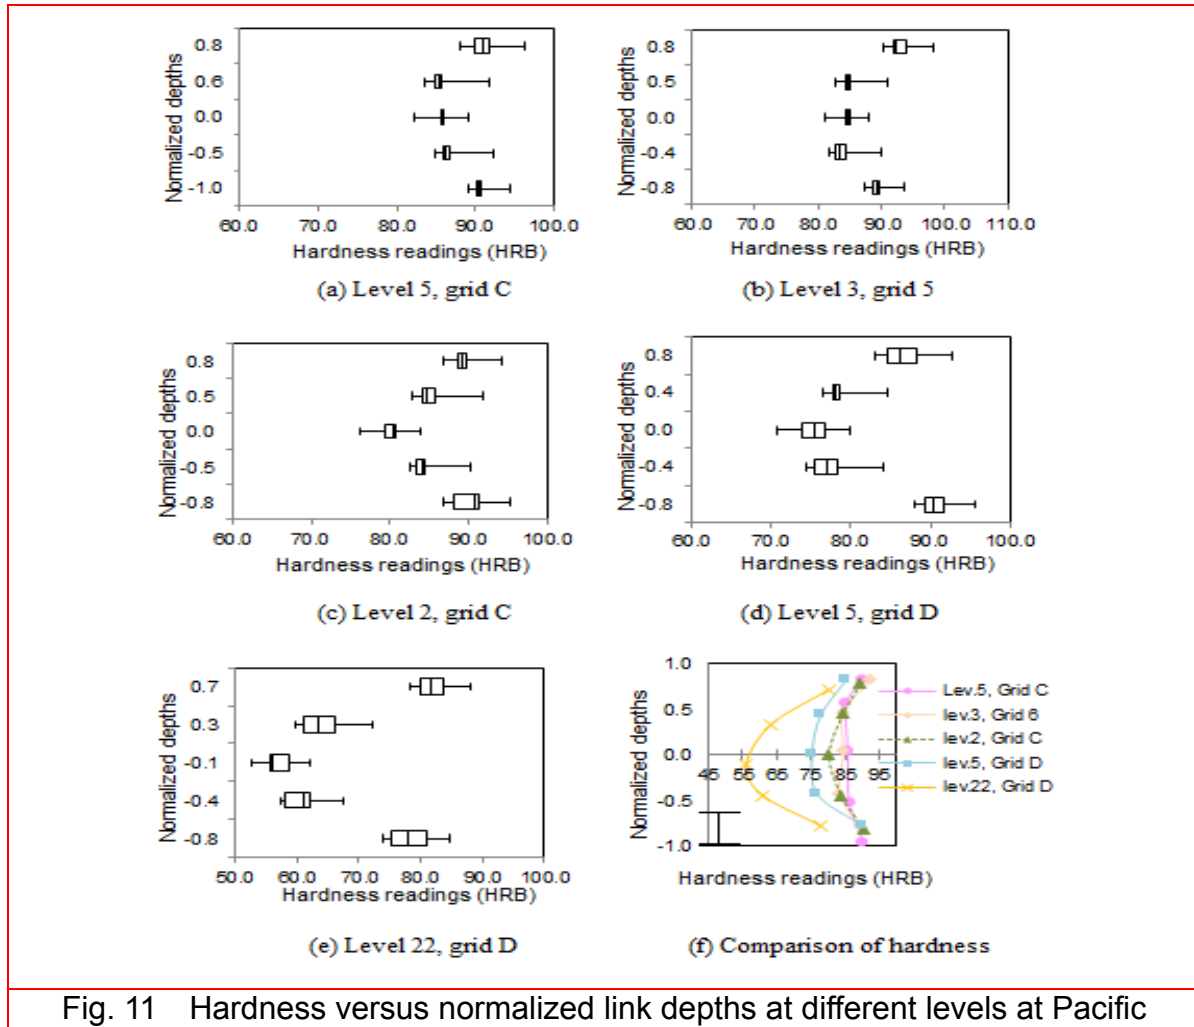 Normalized depths
0.8
0.6
0.0
-0.5
-1.0
60.0 70.0 80.0 90.0 100.0
Hardness readings (HRB)
(a) Level 5, grid C
Normalized depths
0.8
0.5
0.0
-0.4
-0.8
60.0 70.0 80.0 90.0 100.0 110.0
Hardness readings (HRB)
(b) Level 3, grid 5
Normalized depths
0.8
0.5
0.0
-0.5
-0.8
60.0 70.0 80.0 90.0 100.0
Hardness readings (HRB)
(c) Level 2, grid C
Normalized depths
0.8
0.4
0.0
-0.4
-0.8
60.0 70.0 80.0 90.0 100.0
Hardness readings (HRB)
(d) Level 5, grid D
Normalized depths
0.7
0.3
-0.1
-0.4
-0.8
50.0 60.0 70.0 80.0 90.0 100.0
Hardness readings (HRB)
(e) Level 22, grid D
Normalized depths
1.0
0.5
0.0
-0.5
-1.0
45 55 65 75 85 95
Lev.5, Grid C
lev.3, Grid 6
lev.2, Grid C
lev.5, Grid D
lev.22, Grid D
Hardness readings (HRB)
(f) Comparison of hardness
Fig. 11 Hardness versus normalized link depths at different levels at Pacific